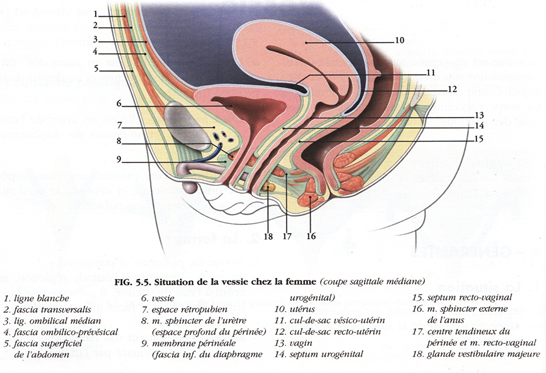 1
2
3
4
5
6
7
8
9
10
11
12
13
14
15
18
17
16
FIG. 5.5. Situation de la vessie chez la femme (coupe sagittale médiane)
1. ligne blanche
2. fascia transversalis
3. lig. ombilical médian
4. fascia ombilico-prévésical
5. fascia superficiel
de l'abdomen
6. vessie
7. espace rétropubien
8. m. sphincter de l'urètre
(espace profond du périnée)
9. membrane périnéale
(fascia inf. du diaphragme
urogénital)
10. utérus
11. cul-de-sac vésico-utérin
12. cul-de-sac recto-utérin
13. vagin
14. septum urogénital
15. septum recto-vaginal
16. m. sphincter externe
de l'anus
17. centre tendineux du
périnée et m. recto-vaginal
18. glande vestibulaire majeure